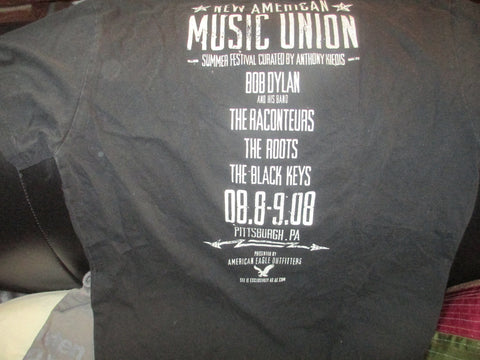 NEW AMERICAN
MUSIC UNION
SUMMER FESTIVAL CURATED BY ANTHONY KIEDIS
BOB DYLAN
AND HIS BAND
THE RACONTEURS
THE ROOTS
THE BLACK KEYS
08.8-9.08
PITTSBURGH, PA
PRESENTED BY
AMERICAN EAGLE OUTFITTERS